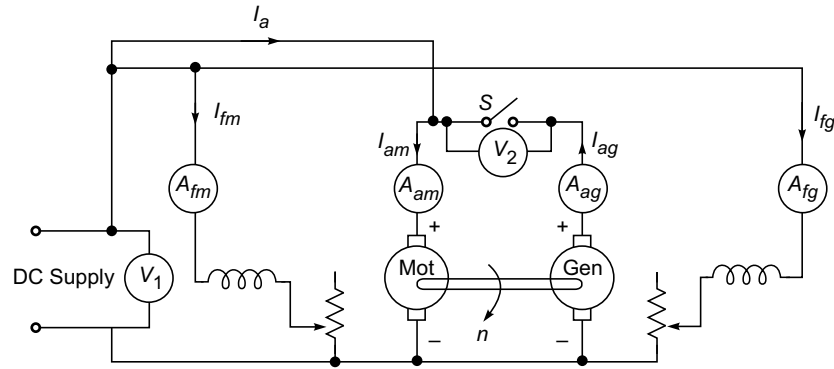 I_a
I_fm
S
I_fg
V_2
I_am
I_ag
A_fm
A_am
A_ag
A_fg
+
+
DC Supply
V_1
Mot
Gen
n
–
–